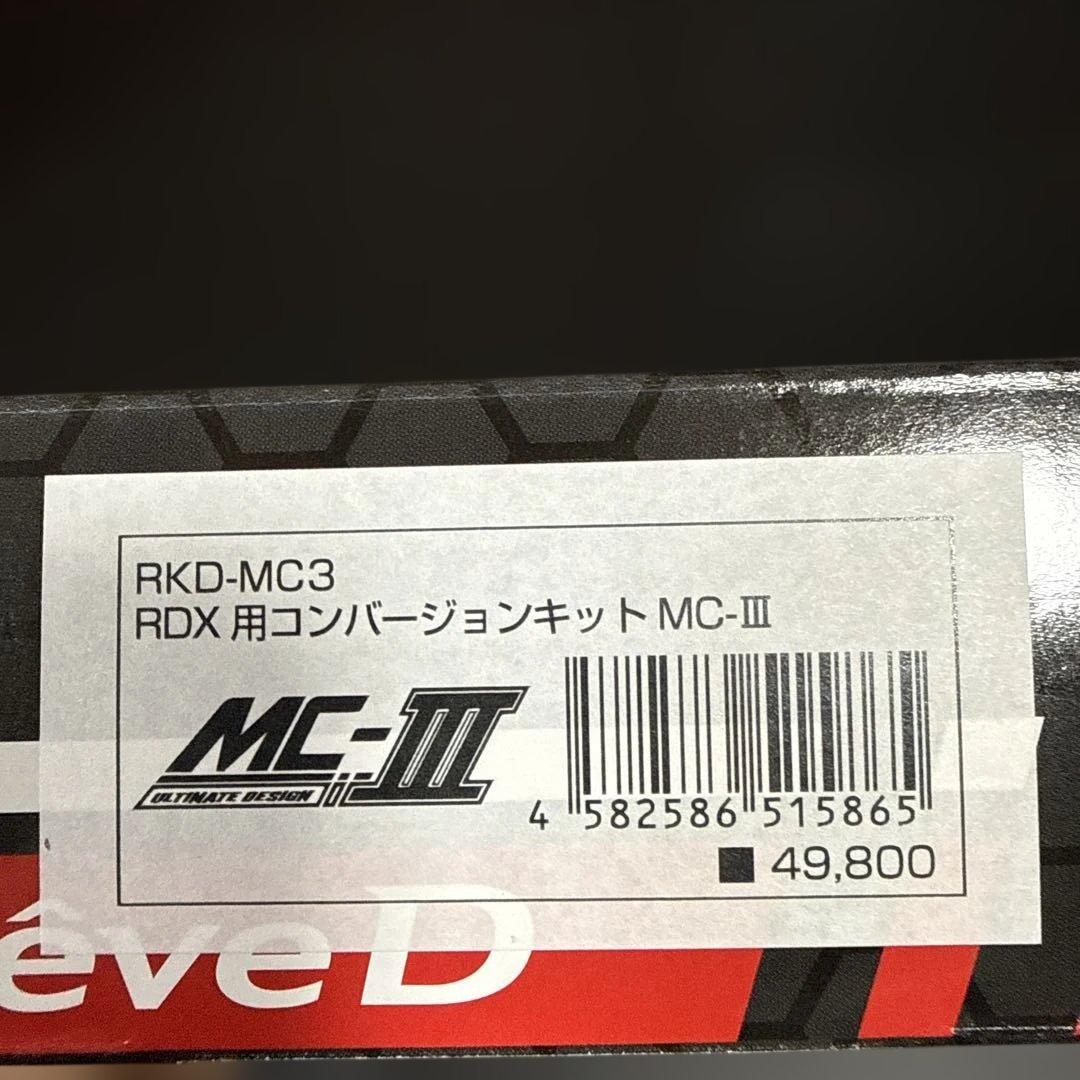 RKD-MC3
RDX 用コンバージョンキット MC-Ⅲ
MC-III
ULTIMATE DESIGN
4 582586 515865
■ 49,800
êveD